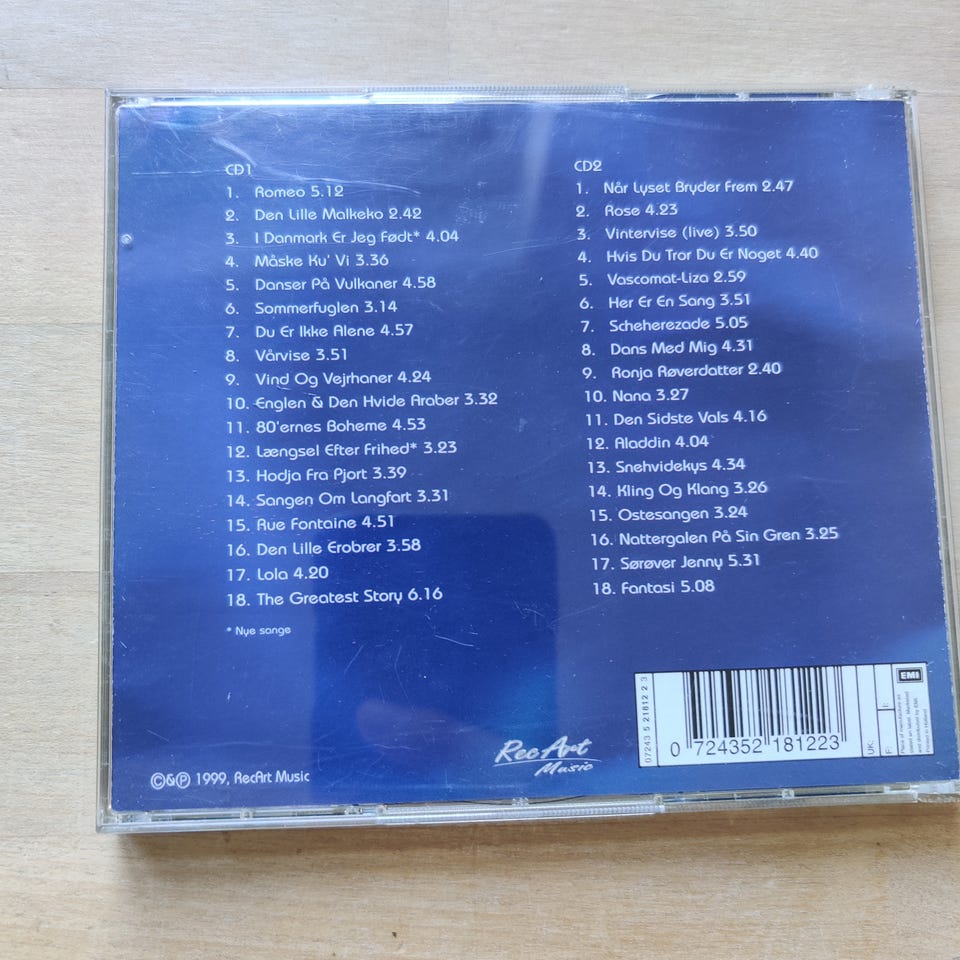 CD1
1. Romeo 5.12
2. Den Lille Malkeko 2.42
3. I Danmark Er Jeg Født* 4.04
4. Måske Ku' Vi 3.36
5. Danser På Vulkaner 4.58
6. Sommerfuglen 3.14
7. Du Er Ikke Alene 4.57
8. Vårvise 3.51
9. Vind Og Vejrhaner 4.24
10. Englen & Den Hvide Araber 3.32
11. 80'ernes Boheme 4.53
12. Længsel Efter Frihed* 3.23
13. Hodja Fra Pjort 3.39
14. Sangen Om Langfart 3.31
15. Rue Fontaine 4.51
16. Den Lille Erobrer 3.58
17. Lola 4.20
18. The Greatest Story 6.16
* Nye sange
CD2
1. Når Lyset Bryder Frem 2.47
2. Rose 4.23
3. Vintervise (live) 3.50
4. Hvis Du Tror Du Er Noget 4.40
5. Vascomat-Liza 2.59
6. Her Er En Sang 3.51
7. Scheherezade 5.05
8. Dans Med Mig 4.31
9. Ronja Røverdatter 2.40
10. Nana 3.27
11. Den Sidste Vals 4.16
12. Aladdin 4.04
13. Snehvidekys 4.34
14. Kling Og Klang 3.26
15. Ostesangen 3.24
16. Nattergalen På Sin Gren 3.25
17. Sørøver Jenny 5.31
18. Fantasi 5.08
©&℗ 1999, RecArt Music
Rec Art
Music
07243 5 21812 2 3
0 724352 181223
UK:
F:
I:
EMI
Printed in Holland